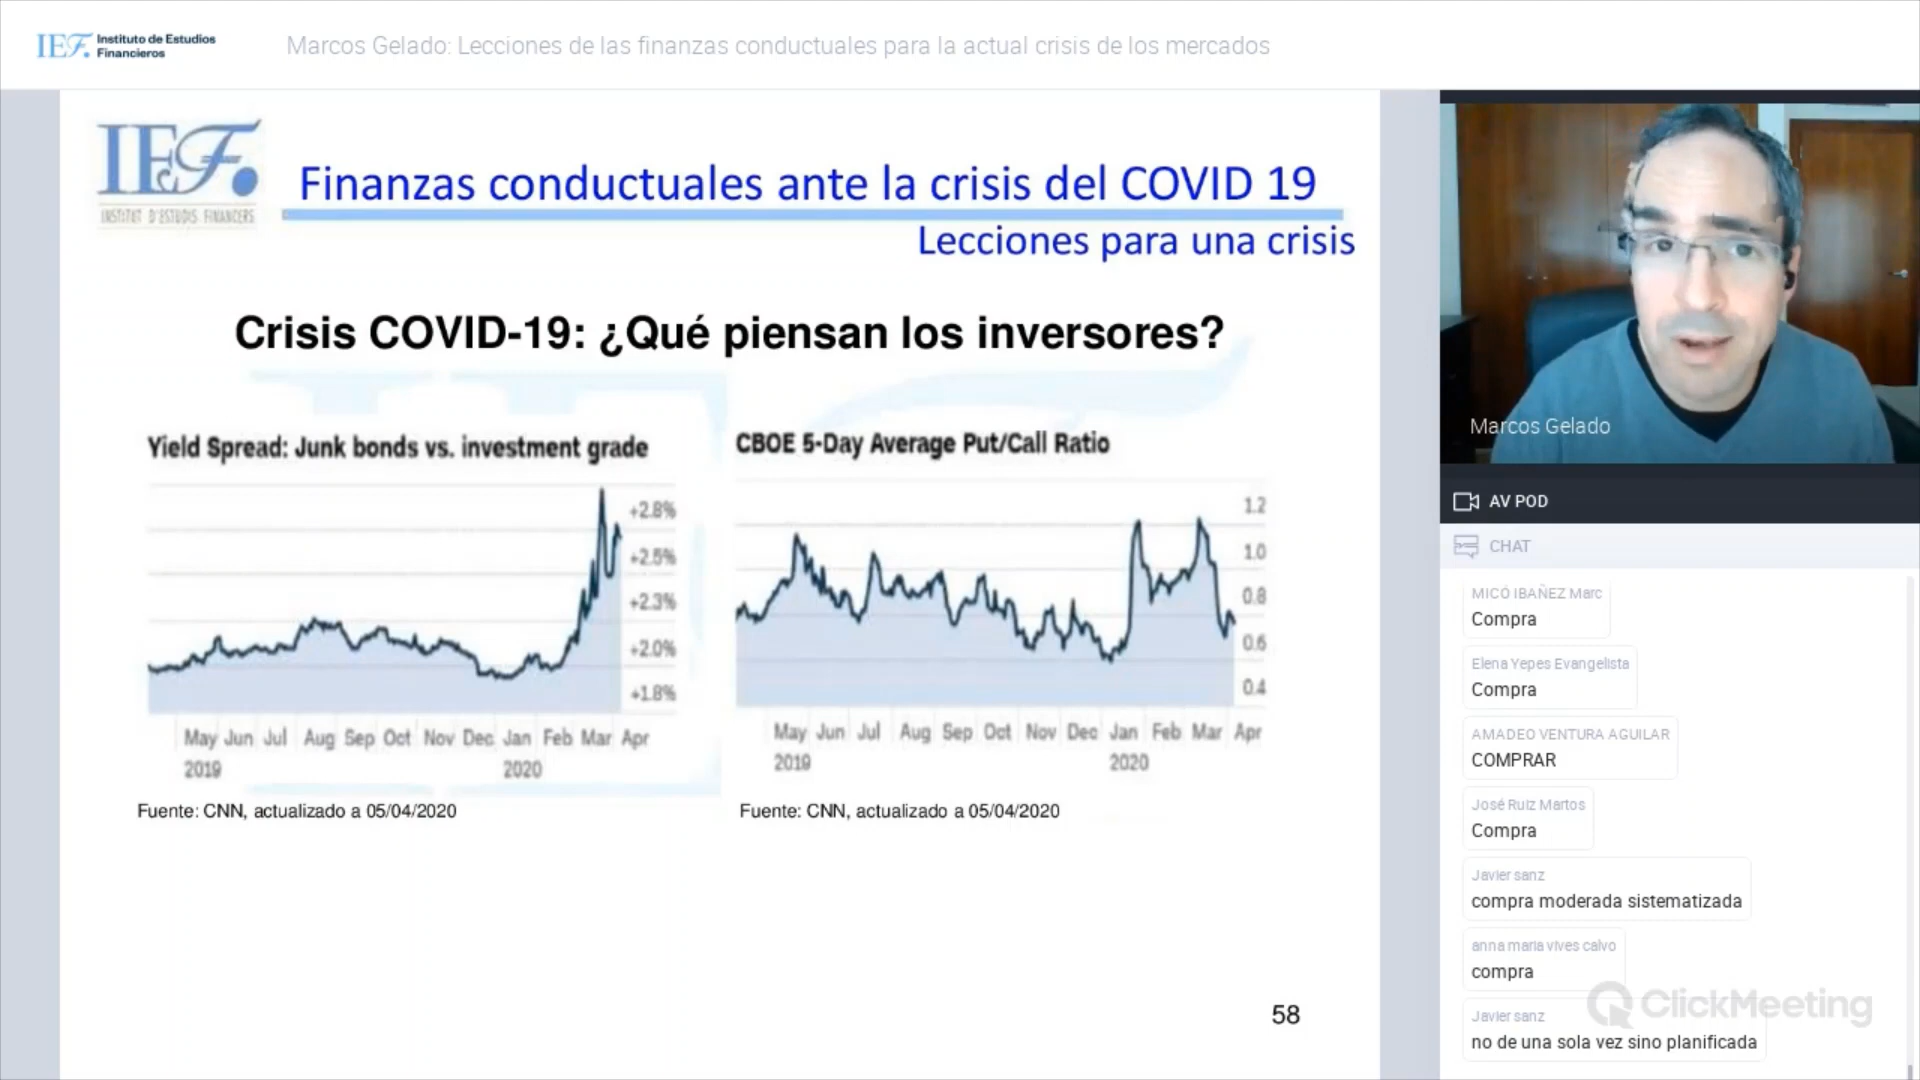 IEF. Instituto de Estudios
Financieros
Marcos Gelado: Lecciones de las finanzas conductuales para la actual crisis de los mercados
IEF.
INSTITUT D'ESTUDIS FINANCERS
Finanzas conductuales ante la crisis del COVID 19
Lecciones para una crisis
Crisis COVID-19: ¿Qué piensan los inversores?
Yield Spread: Junk bonds vs. investment grade
+2.8%
+2.5%
+2.3%
+2.0%
+1.8%
May Jun Jul Aug Sep Oct Nov Dec Jan Feb Mar Apr
2019 2020
Fuente: CNN, actualizado a 05/04/2020
CBOE 5-Day Average Put/Call Ratio
1.2
1.0
0.8
0.6
0.4
May Jun Jul Aug Sep Oct Nov Dec Jan Feb Mar Apr
2019 2020
Fuente: CNN, actualizado a 05/04/2020
58
Marcos Gelado
AV POD
CHAT
MICÓ IBAÑEZ Marc
Compra
Elena Yepes Evangelista
Compra
AMADEO VENTURA AGUILAR
COMPRAR
José Ruiz Martos
Compra
Javier sanz
compra moderada sistematizada
anna maria vives calvo
compra
Javier sanz
no de una sola vez sino planificada
ClickMeeting